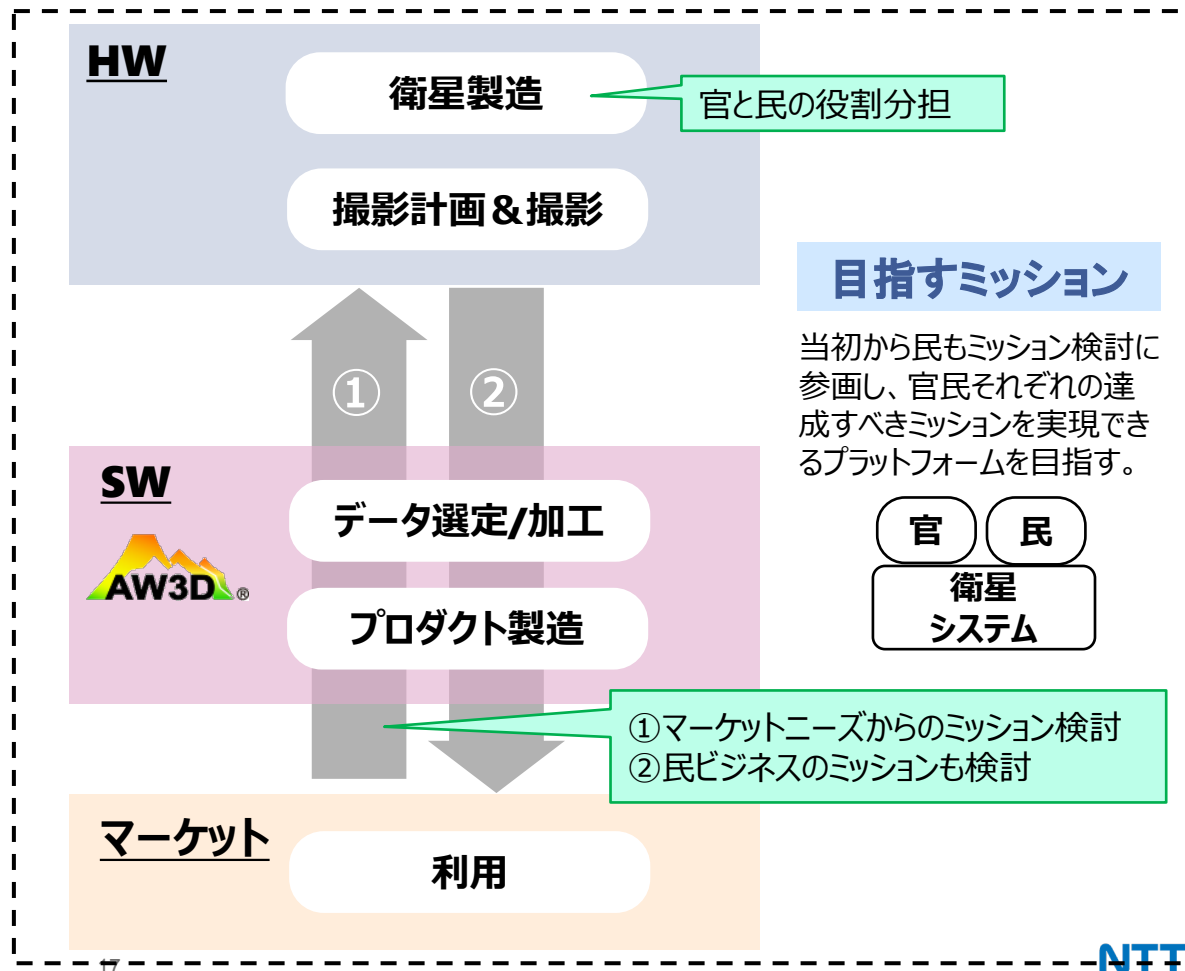 HW
衛星製造
官と民の役割分担
撮影計画＆撮影
目指すミッション
当初から民もミッション検討に
参画し、官民それぞれの達
成すべきミッションを実現でき
るプラットフォームを目指す。
①
②
SW
AW3D®
データ選定/加工
プロダクト製造
官
民
衛星
システム
①マーケットニーズからのミッション検討
②民ビジネスのミッションも検討
マーケット
利用
17
NTT